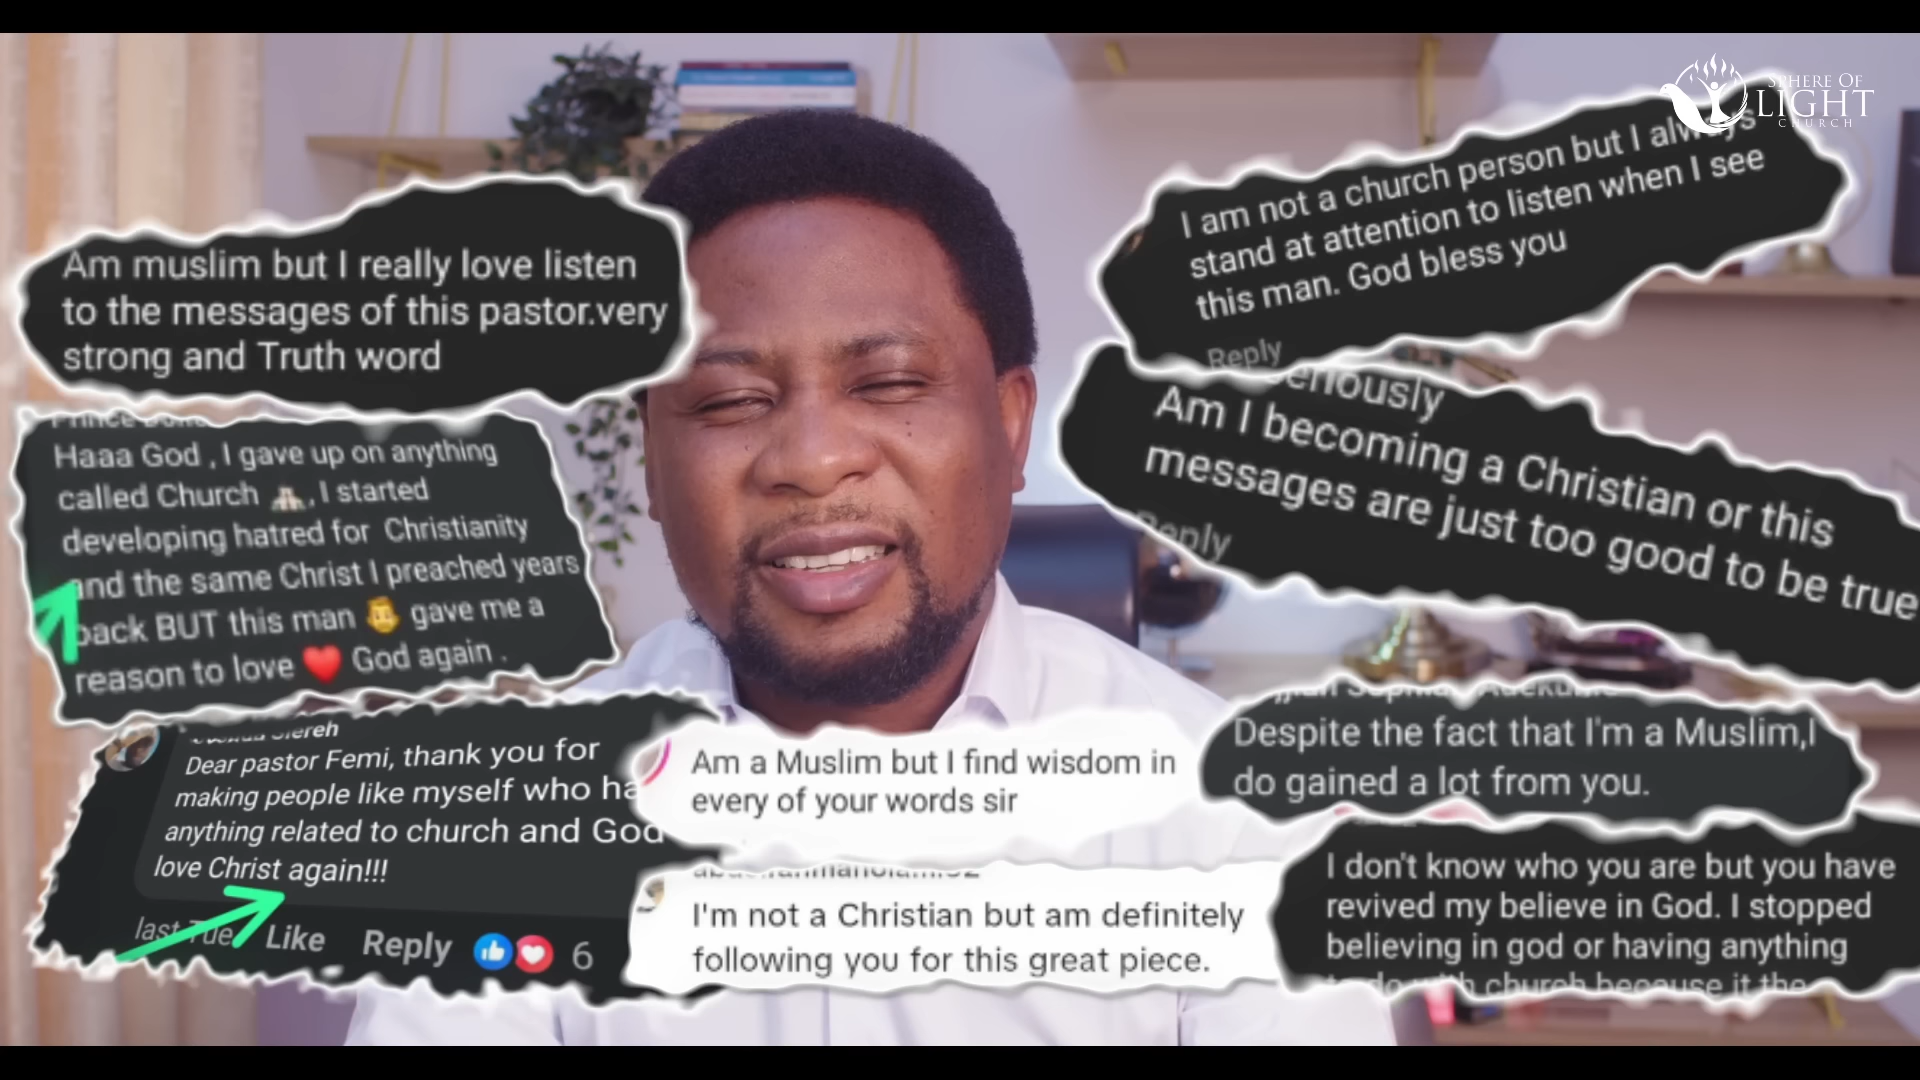 SPHERE OF
LIGHT
CHURCH
Am muslim but I really love listen
to the messages of this pastor.very
strong and Truth word
Haaa God , I gave up on anything
called Church ⛪, I started
developing hatred for Christianity
and the same Christ I preached years
back BUT this man 👨 gave me a
reason to love ❤️ God again .
Dear pastor Femi, thank you for
making people like myself who
anything related to church and God
love Christ again!!!
last Tue Like Reply 👍❤️ 6
Am a Muslim but I find wisdom in
every of your words sir
I'm not a Christian but am definitely
following you for this great piece.
I am not a church person but I always
stand at attention to listen when I see
this man. God bless you
Reply
Am I becoming a Christian or this
messages are just too good to be true
Reply
Despite the fact that I'm a Muslim,I
do gained a lot from you.
I don't know who you are but you have
revived my believe in God. I stopped
believing in god or having anything
to do with church because it the